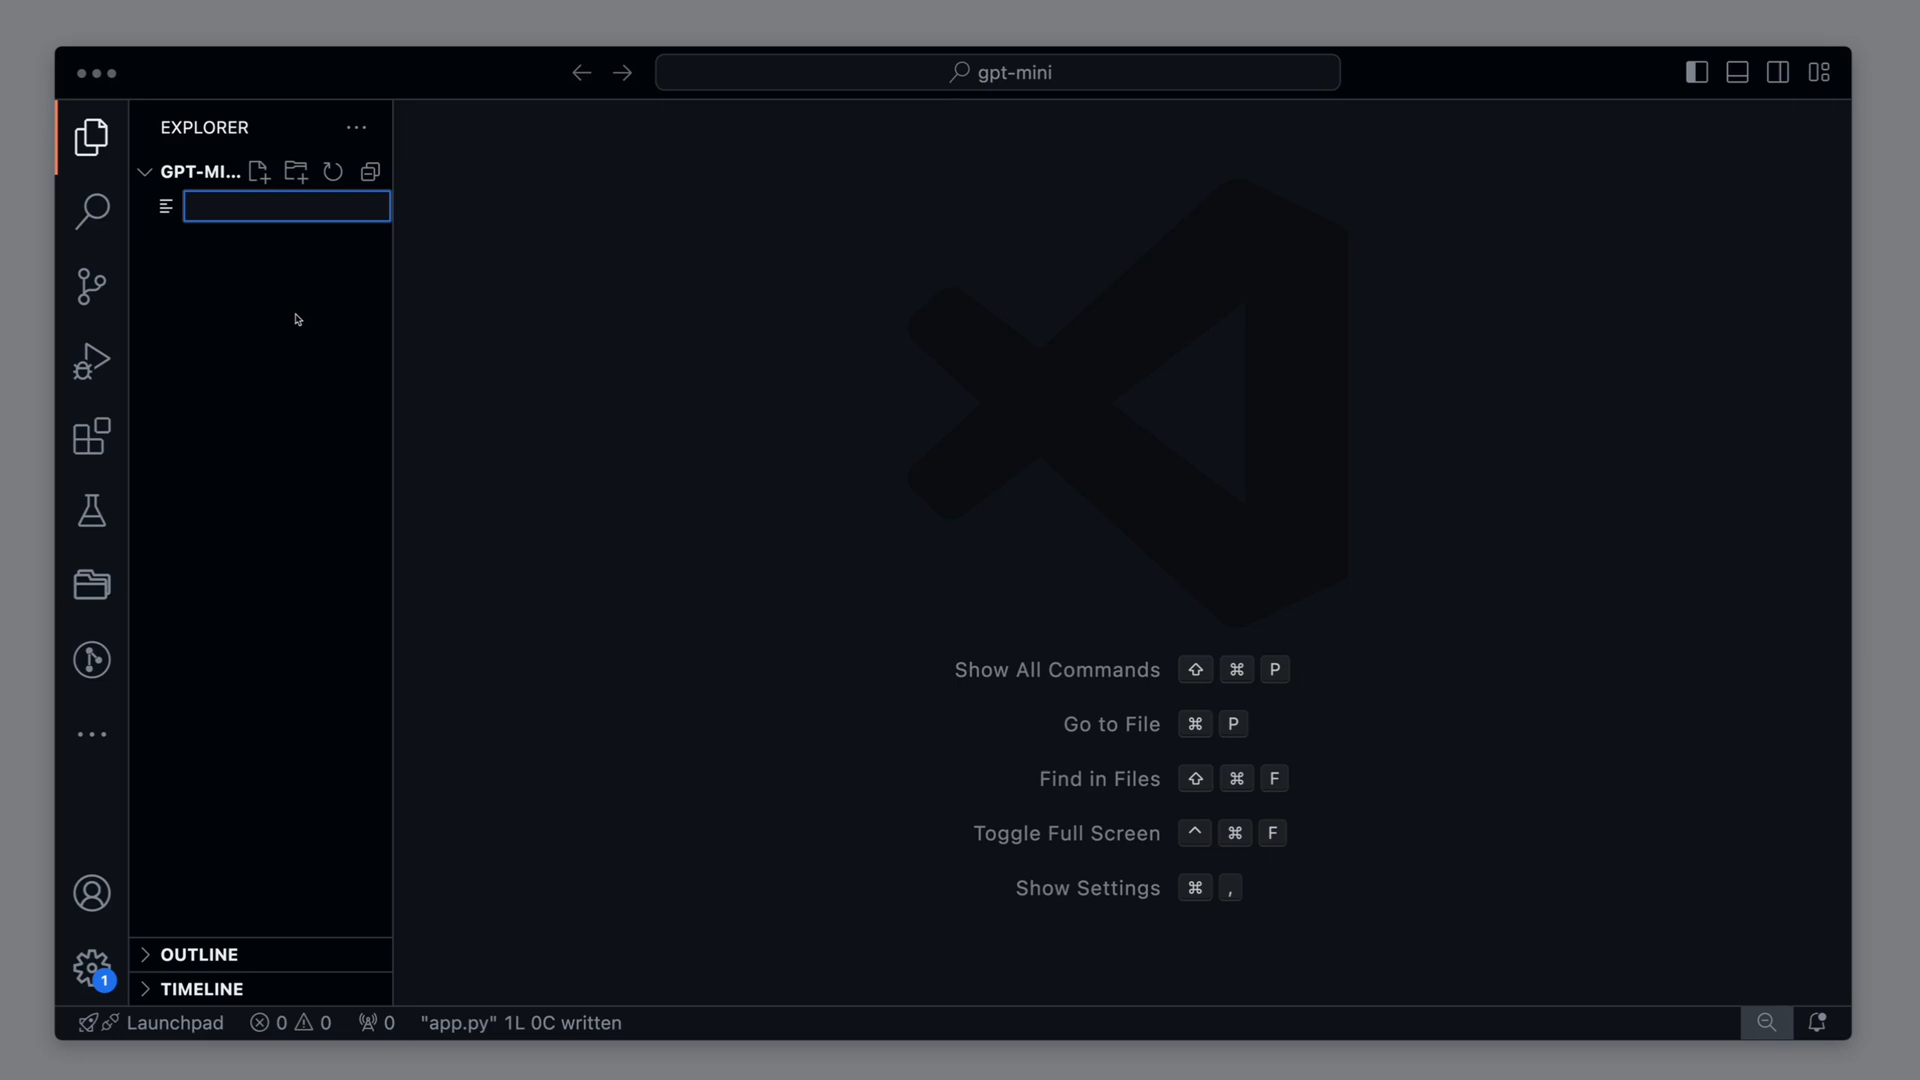 gpt-mini
EXPLORER
GPT-MI...
Show All Commands ⇧ ⌘ P
Go to File ⌘ P
Find in Files ⇧ ⌘ F
Toggle Full Screen ^ ⌘ F
Show Settings ⌘ ,
OUTLINE
1
TIMELINE
Launchpad 0 0 0 "app.py" 1L 0C written